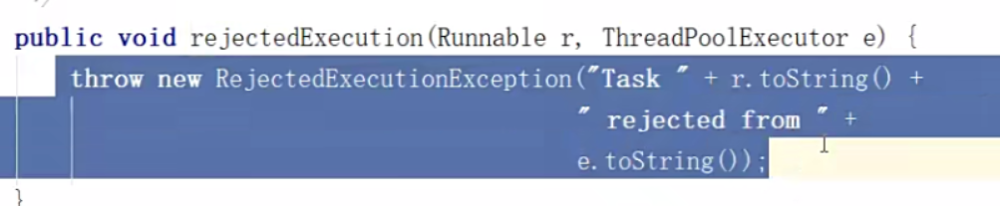 */
public void rejectedExecution(Runnable r, ThreadPoolExecutor e) {
throw new RejectedExecutionException("Task " + r.toString() +
" rejected from " +
e.toString());
}